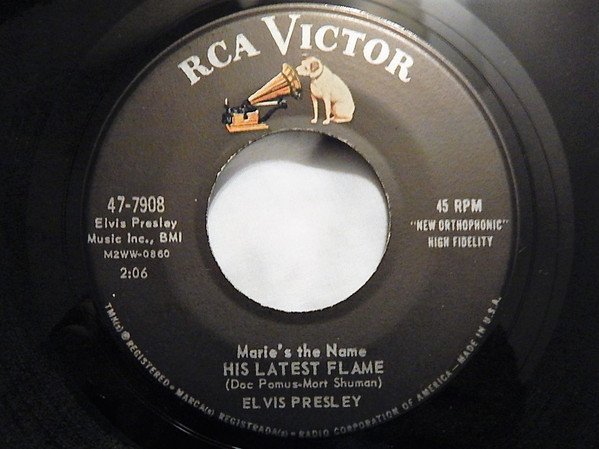 RCA VICTOR
47-7908
Elvis Presley
Music Inc., BMI
M2WW-0860
2:06
45 RPM
"NEW ORTHOPHONIC"
HIGH FIDELITY
Marie's the Name
HIS LATEST FLAME
(Doc Pomus-Mort Shuman)
ELVIS PRESLEY
TMK(s) ® REGISTERED • MARCA(s) REGISTRADA(s) • RADIO CORPORATION OF AMERICA — MADE IN U.S.A.